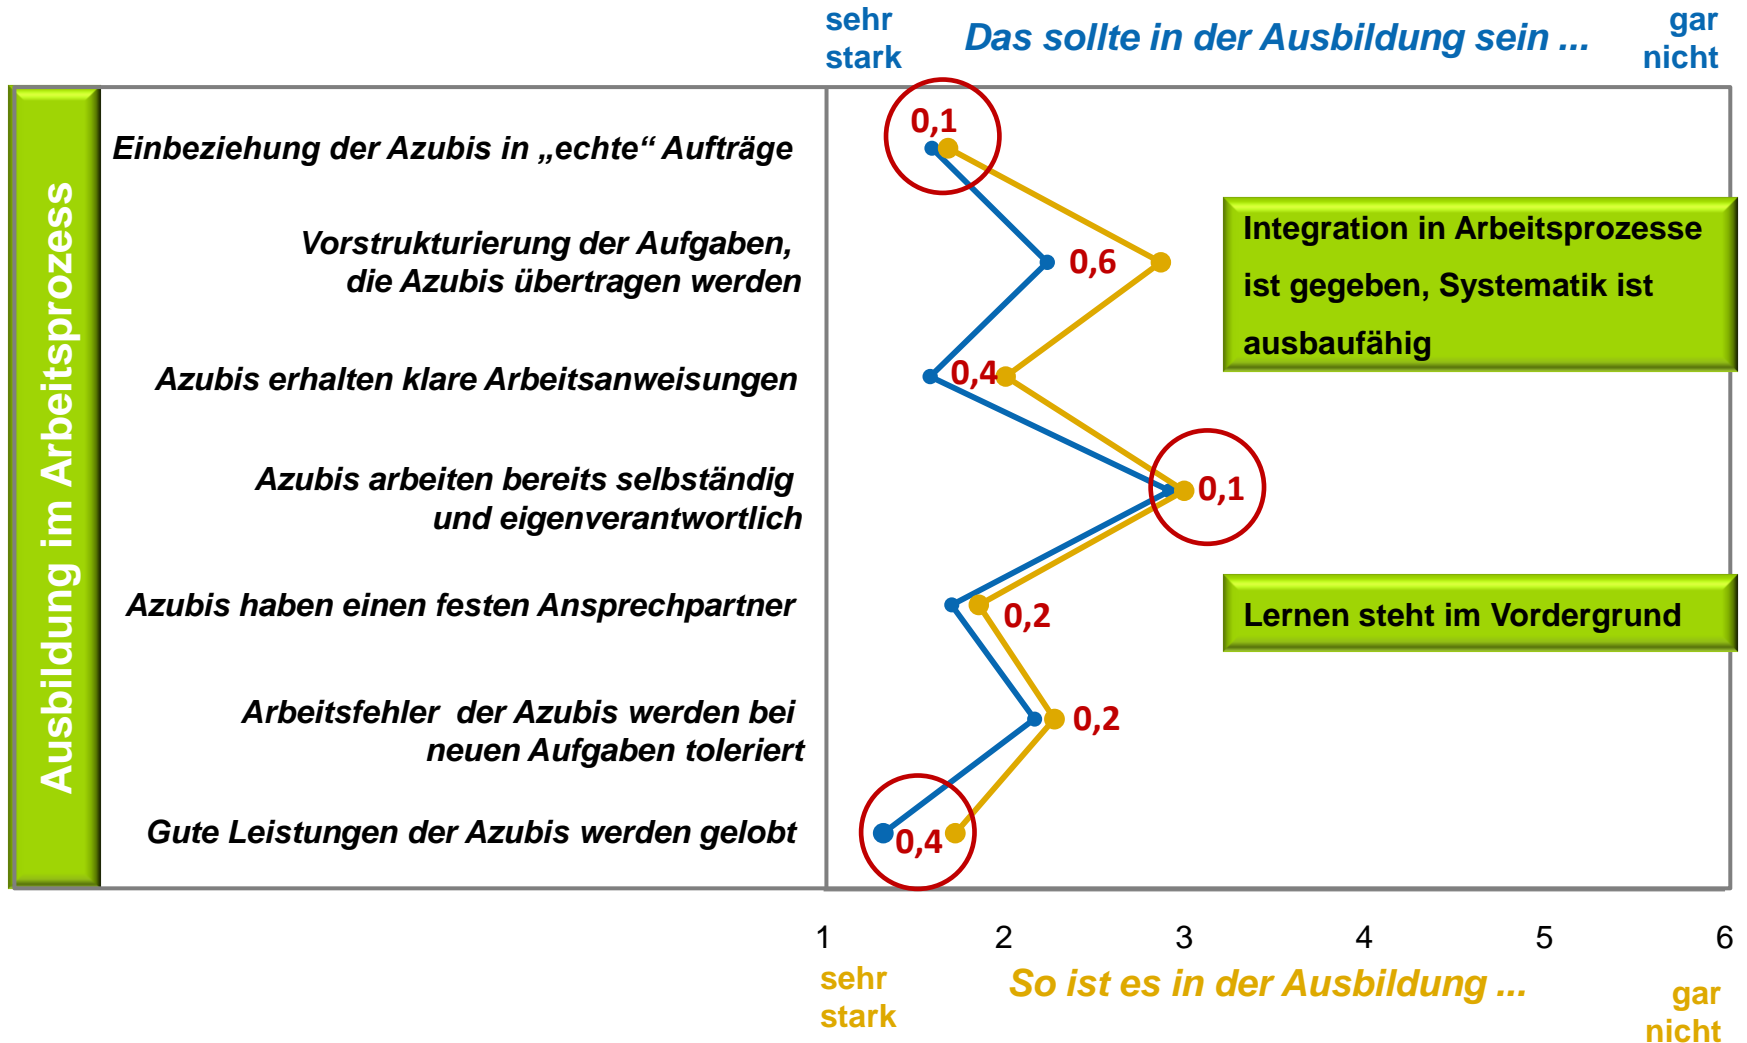 sehr
stark
Das sollte in der Ausbildung sein ...
gar
nicht
Ausbildung im Arbeitsprozess
Einbeziehung der Azubis in „echte“ Aufträge
0,1
Vorstrukturierung der Aufgaben,
die Azubis übertragen werden
0,6
Integration in Arbeitsprozesse
ist gegeben, Systematik ist
ausbaufähig
Azubis erhalten klare Arbeitsanweisungen
0,4
Azubis arbeiten bereits selbständig
und eigenverantwortlich
0,1
Azubis haben einen festen Ansprechpartner
0,2
Lernen steht im Vordergrund
Arbeitsfehler der Azubis werden bei
neuen Aufgaben toleriert
0,2
Gute Leistungen der Azubis werden gelobt
0,4
1 2 3 4 5 6
sehr
stark
So ist es in der Ausbildung ...
gar
nicht